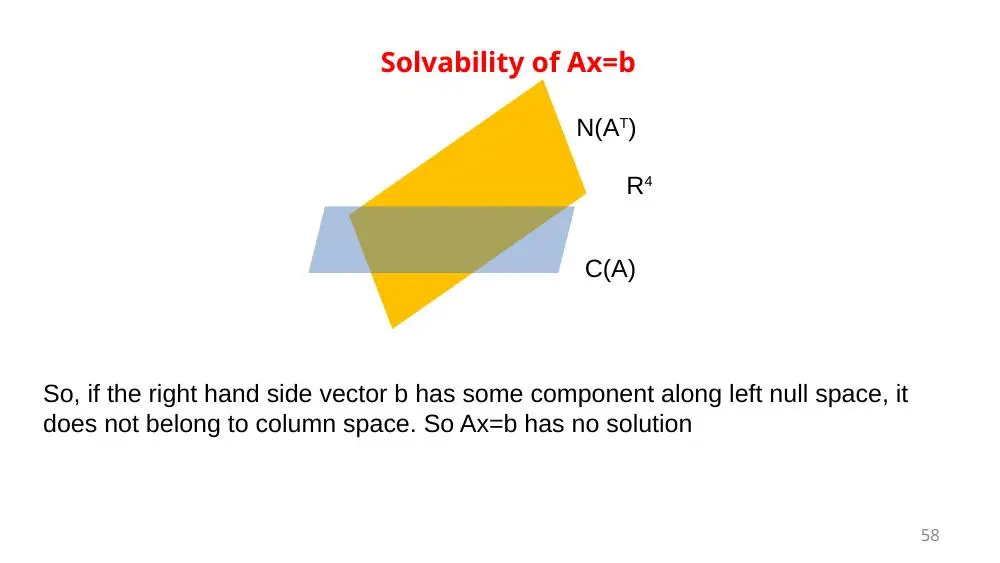 Solvability of Ax=b
N(Aᵀ)
R⁴
C(A)
So, if the right hand side vector b has some component along left null space, it
does not belong to column space. So Ax=b has no solution
58